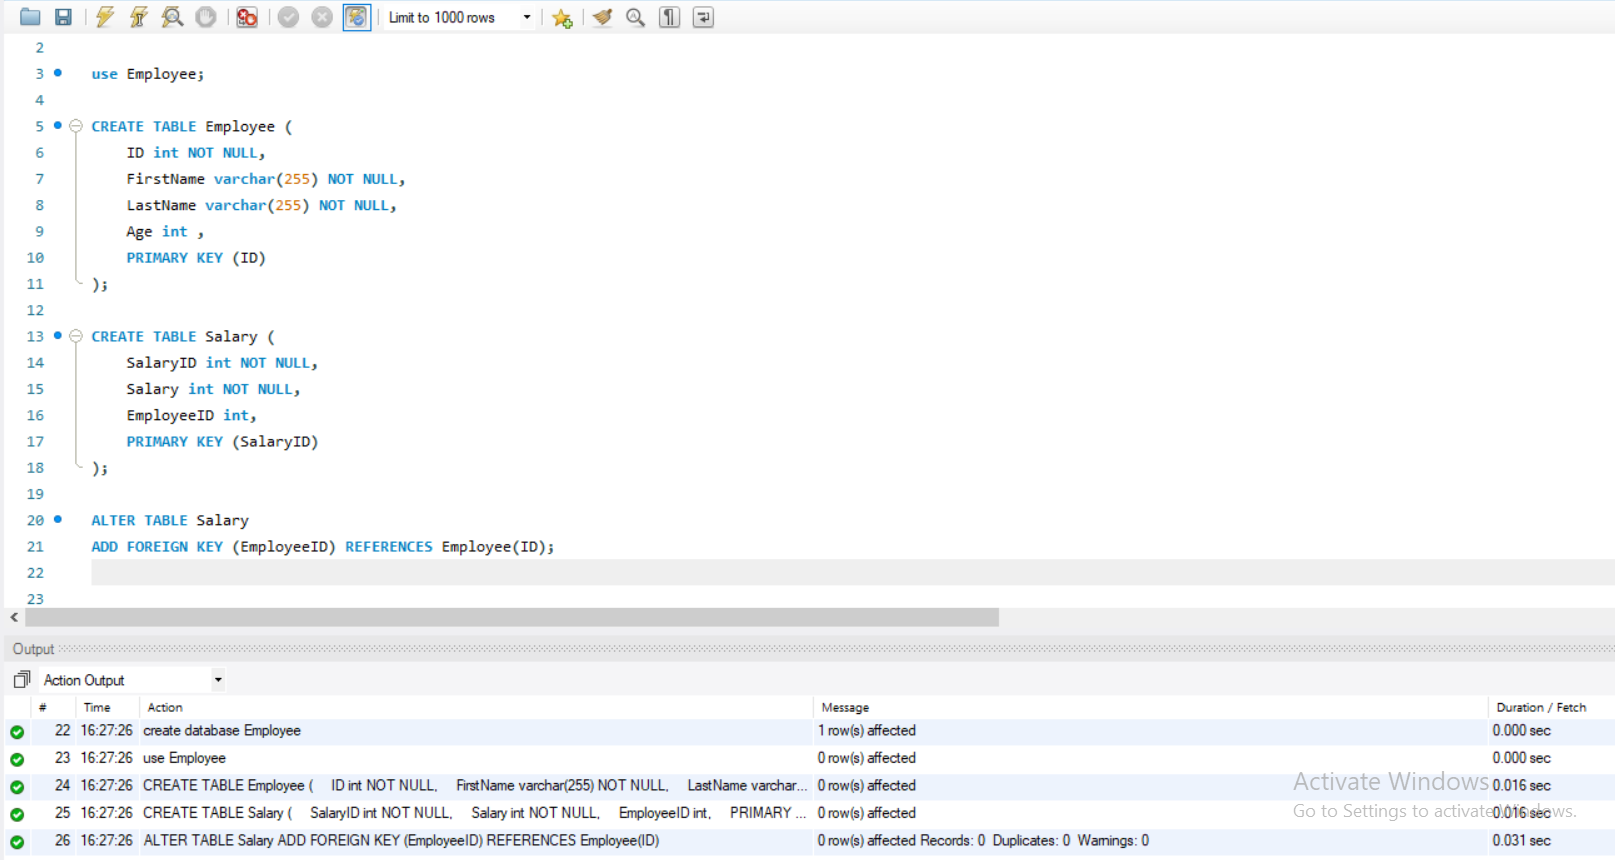 Limit to 1000 rows
2
3 use Employee;
4
5 CREATE TABLE Employee (
6 ID int NOT NULL,
7 FirstName varchar(255) NOT NULL,
8 LastName varchar(255) NOT NULL,
9 Age int ,
10 PRIMARY KEY (ID)
11 );
12
13 CREATE TABLE Salary (
14 SalaryID int NOT NULL,
15 Salary int NOT NULL,
16 EmployeeID int,
17 PRIMARY KEY (SalaryID)
18 );
19
20 ALTER TABLE Salary
21 ADD FOREIGN KEY (EmployeeID) REFERENCES Employee(ID);
22
23
Output
Action Output
# Time Action Message Duration / Fetch
22 16:27:26 create database Employee 1 row(s) affected 0.000 sec
23 16:27:26 use Employee 0 row(s) affected 0.000 sec
24 16:27:26 CREATE TABLE Employee ( ID int NOT NULL, FirstName varchar(255) NOT NULL, LastName varchar... 0 row(s) affected 0.016 sec
25 16:27:26 CREATE TABLE Salary ( SalaryID int NOT NULL, Salary int NOT NULL, EmployeeID int, PRIMARY ... 0 row(s) affected 0.016 sec
26 16:27:26 ALTER TABLE Salary ADD FOREIGN KEY (EmployeeID) REFERENCES Employee(ID) 0 row(s) affected Records: 0 Duplicates: 0 Warnings: 0 0.031 sec
Activate Windows
Go to Settings to activate Windows.